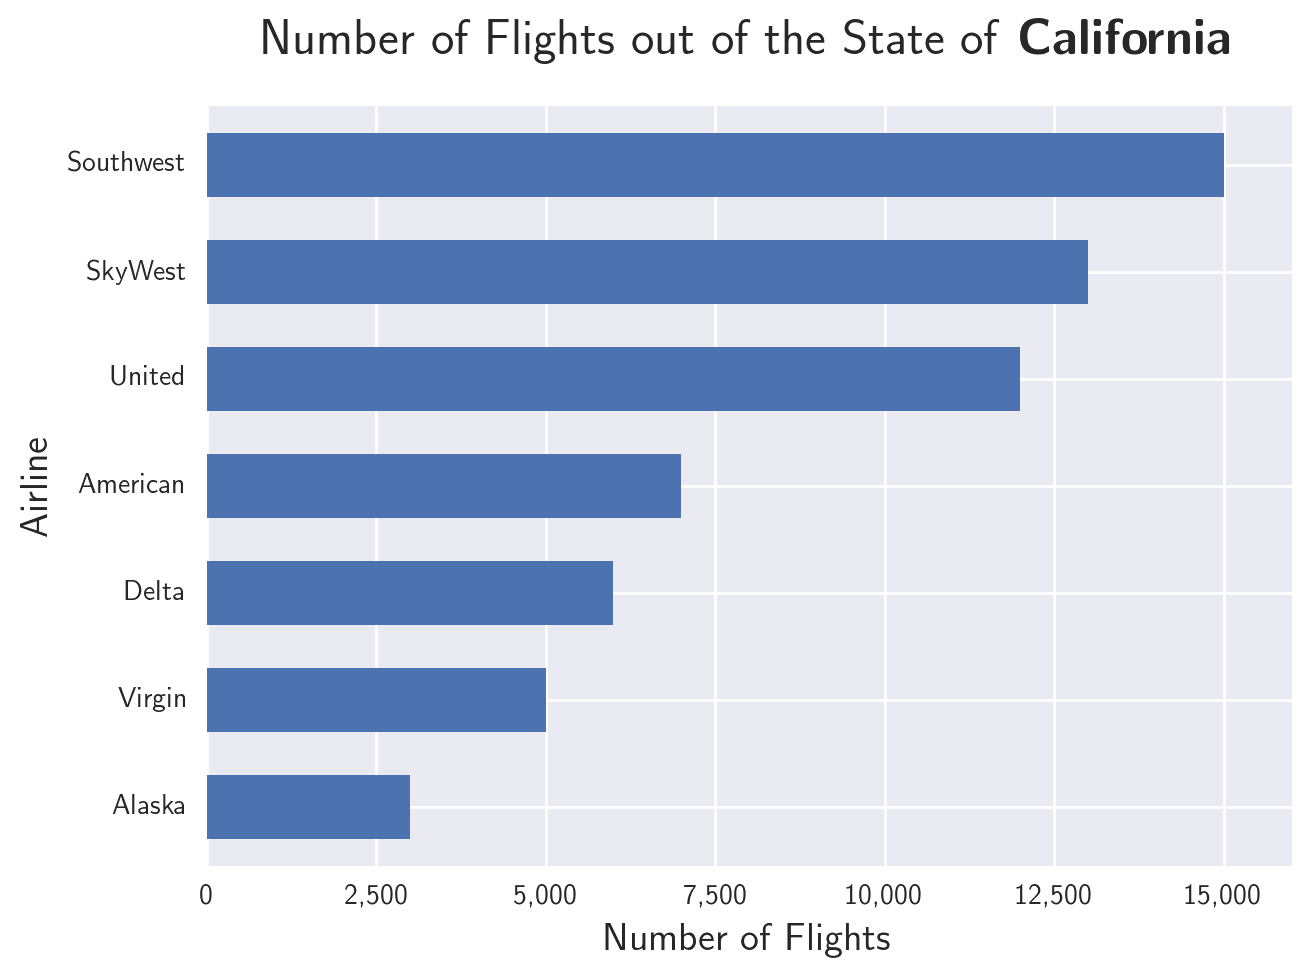 Number of Flights out of the State of California
Southwest
SkyWest
United
American
Delta
Virgin
Alaska
Airline
0 2,500 5,000 7,500 10,000 12,500 15,000
Number of Flights